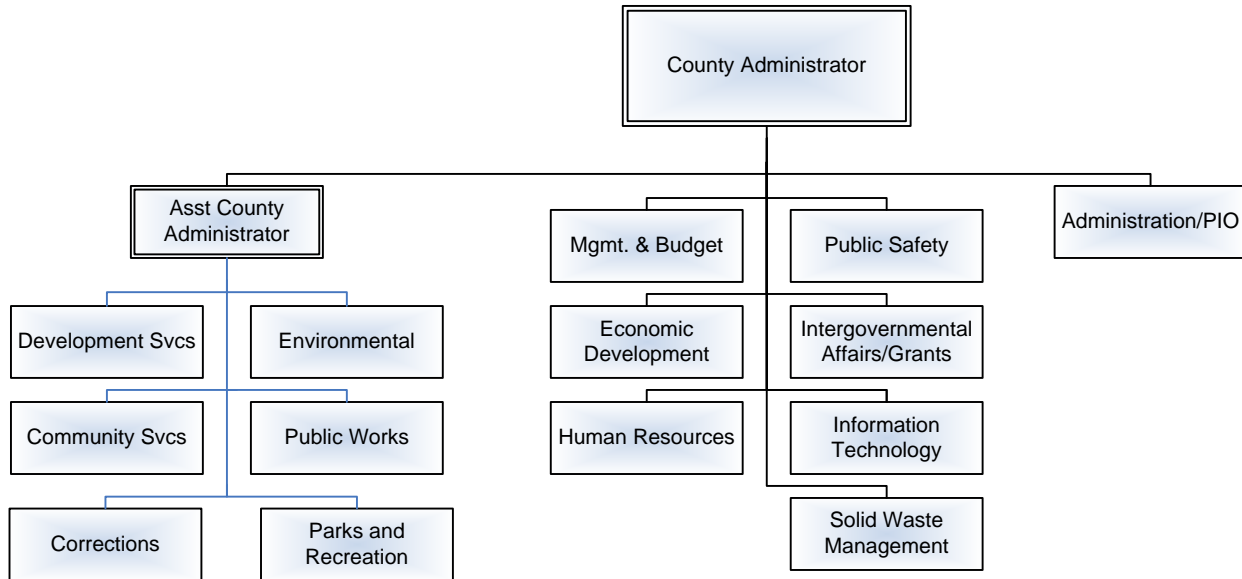 County Administrator
Asst County
Administrator
Mgmt. & Budget
Public Safety
Administration/PIO
Development Svcs
Environmental
Economic
Development
Intergovernmental
Affairs/Grants
Community Svcs
Public Works
Human Resources
Information
Technology
Corrections
Parks and
Recreation
Solid Waste
Management